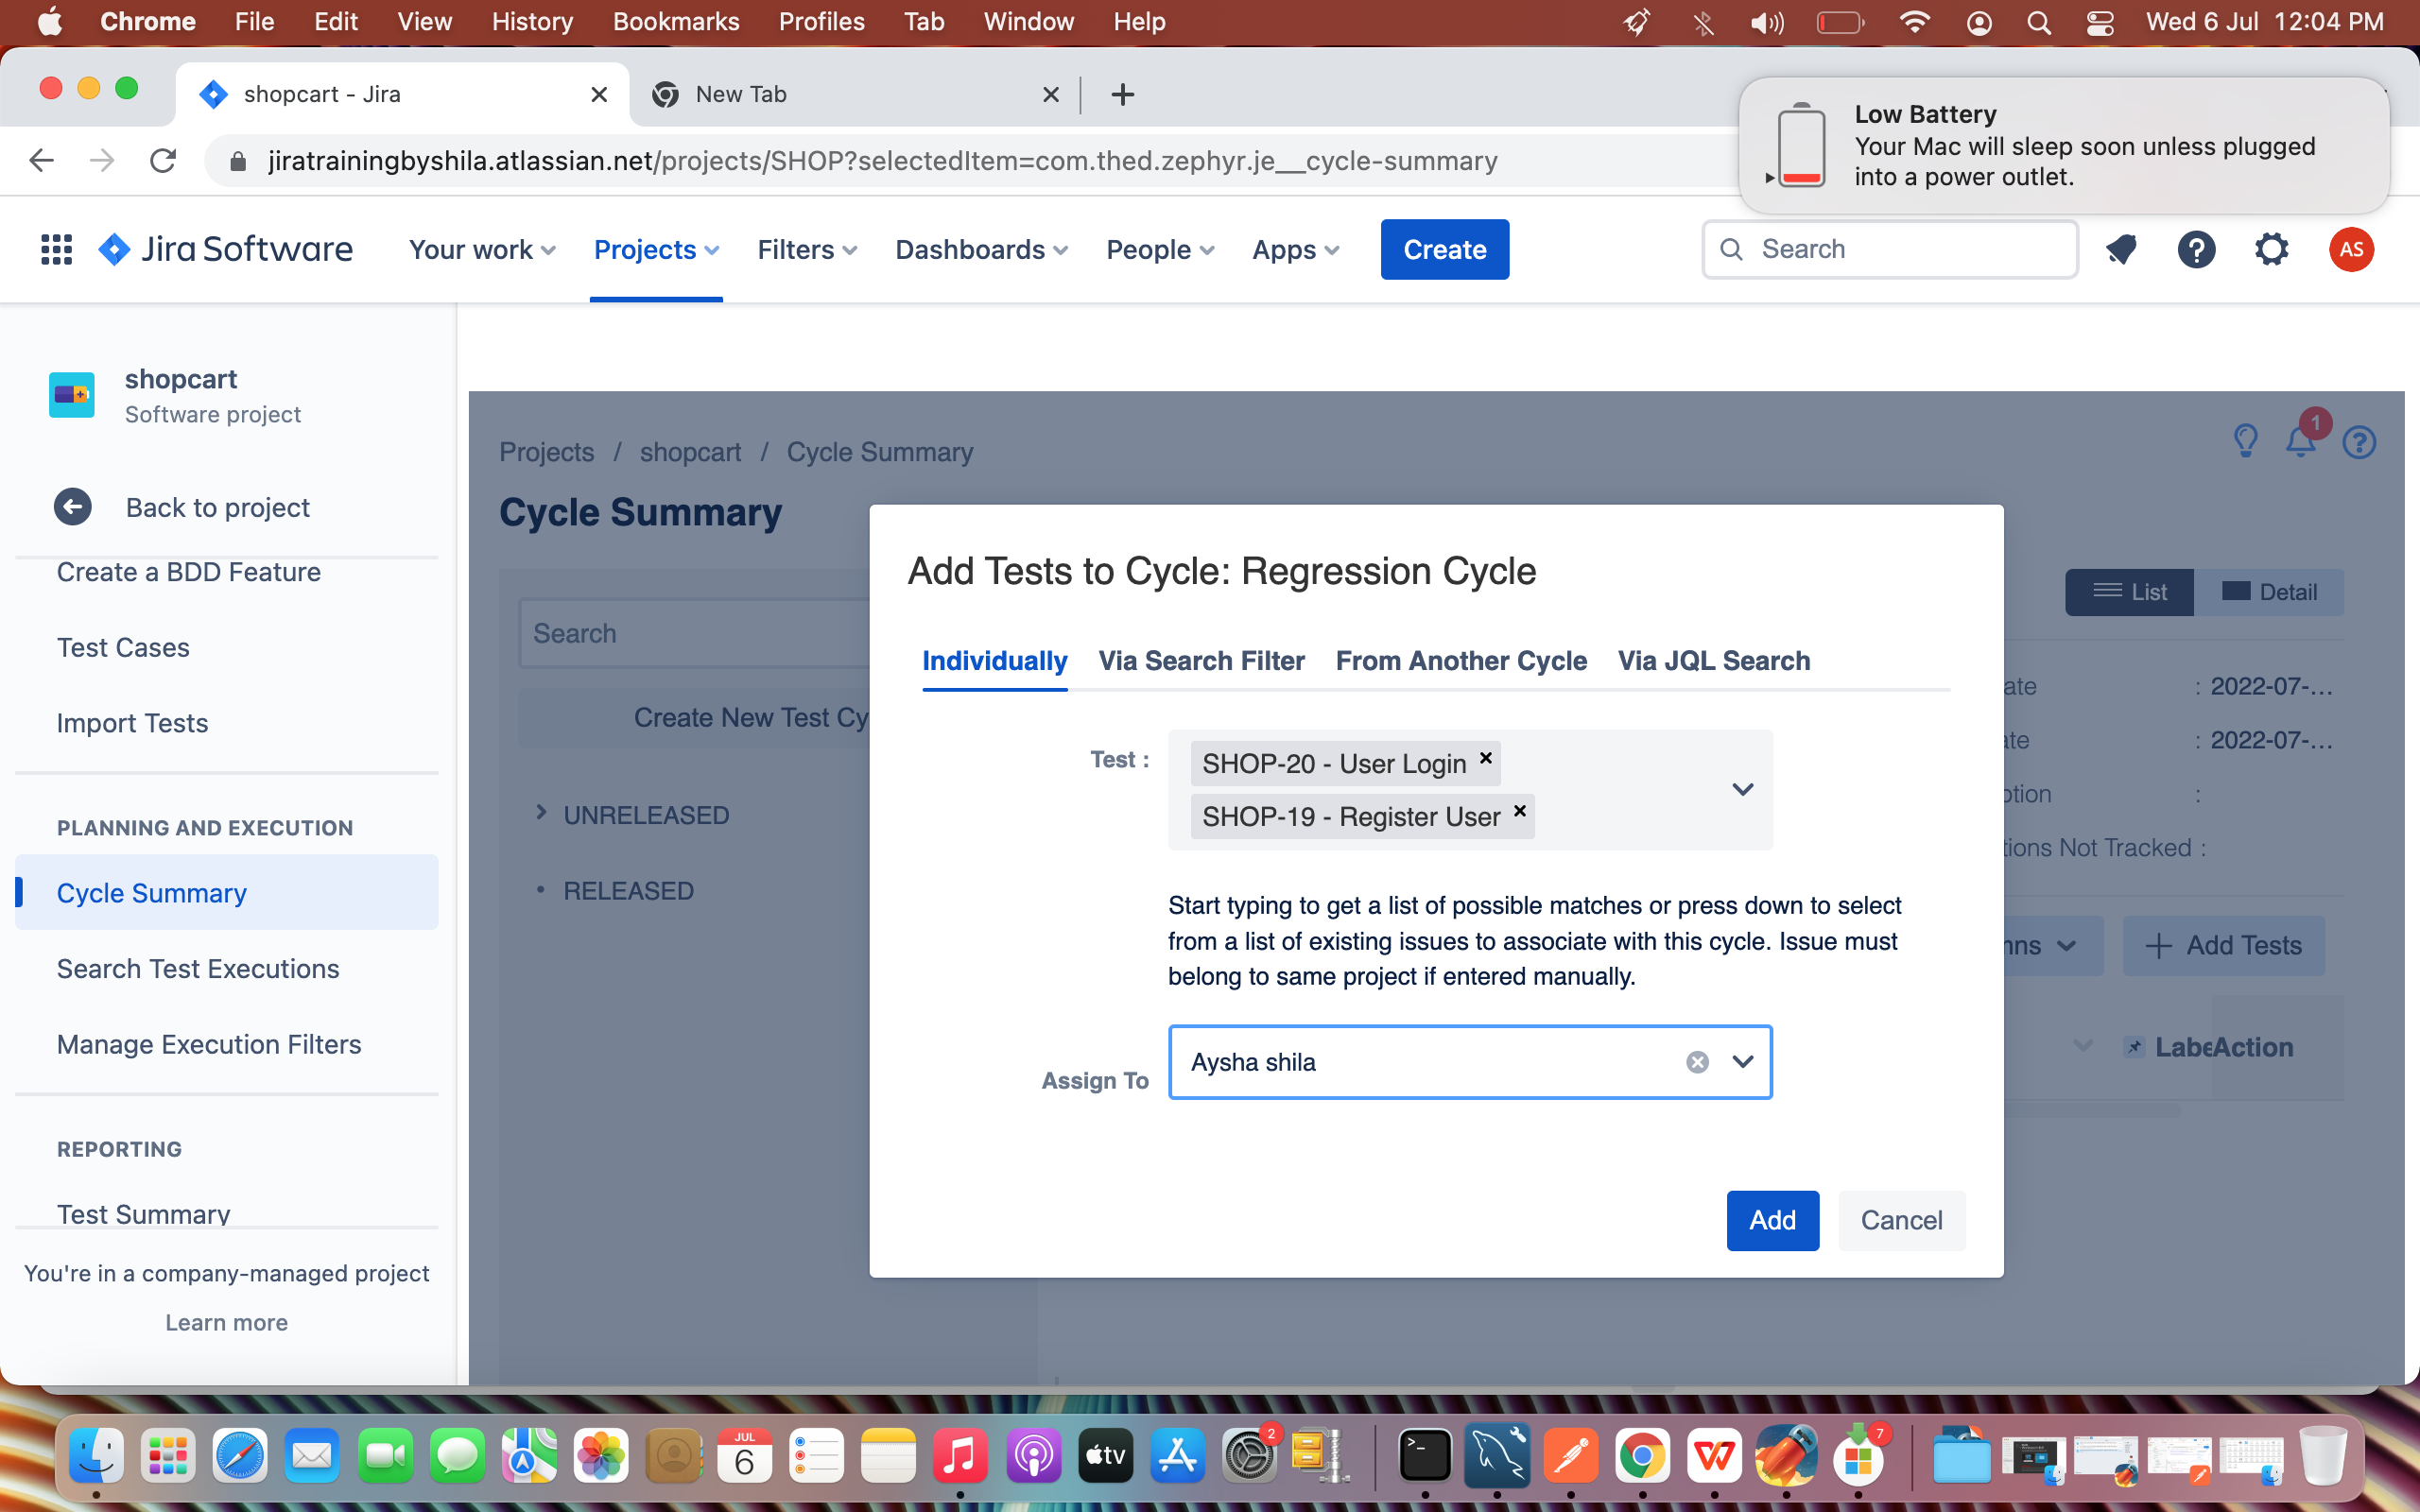 Chrome File Edit View History Bookmarks Profiles Tab Window Help Wed 6 Jul 12:04 PM
shopcart - Jira
New Tab
Low Battery
Your Mac will sleep soon unless plugged
into a power outlet.
jiratrainingbyshila.atlassian.net/projects/SHOP?selectedItem=com.thed.zephyr.je__cycle-summary
Jira Software Your work Projects Filters Dashboards People Apps Create Search AS
shopcart
Software project
Back to project
Create a BDD Feature
Test Cases
Import Tests
PLANNING AND EXECUTION
Cycle Summary
Search Test Executions
Manage Execution Filters
REPORTING
Test Summary
You're in a company-managed project
Learn more
Projects / shopcart / Cycle Summary
1
Cycle Summary
List Detail
Search
Create New Test Cy
UNRELEASED
RELEASED
Add Tests to Cycle: Regression Cycle
Individually Via Search Filter From Another Cycle Via JQL Search
Test :
SHOP-20 - User Login
SHOP-19 - Register User
Start typing to get a list of possible matches or press down to select
from a list of existing issues to associate with this cycle. Issue must
belong to same project if entered manually.
Assign To
Aysha shila
Add Cancel
ate : 2022-07-...
te : 2022-07-...
ption :
tions Not Tracked :
Add Tests
Labe Action
JUL
6
tv
2
7